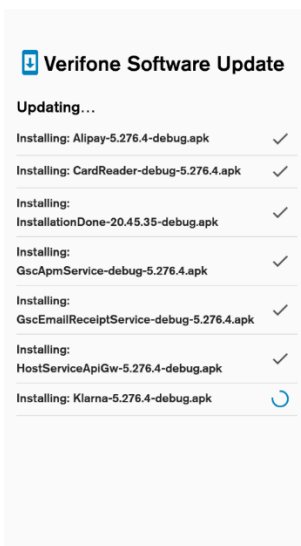 Verifone Software Update
Updating...
Installing: Alipay-5.276.4-debug.apk
Installing: CardReader-debug-5.276.4.apk
Installing:
InstallationDone-20.45.35-debug.apk
Installing:
GscApmService-debug-5.276.4.apk
Installing:
GscEmailReceiptService-debug-5.276.4.apk
Installing:
HostServiceApiGw-5.276.4-debug.apk
Installing: Klarna-5.276.4-debug.apk